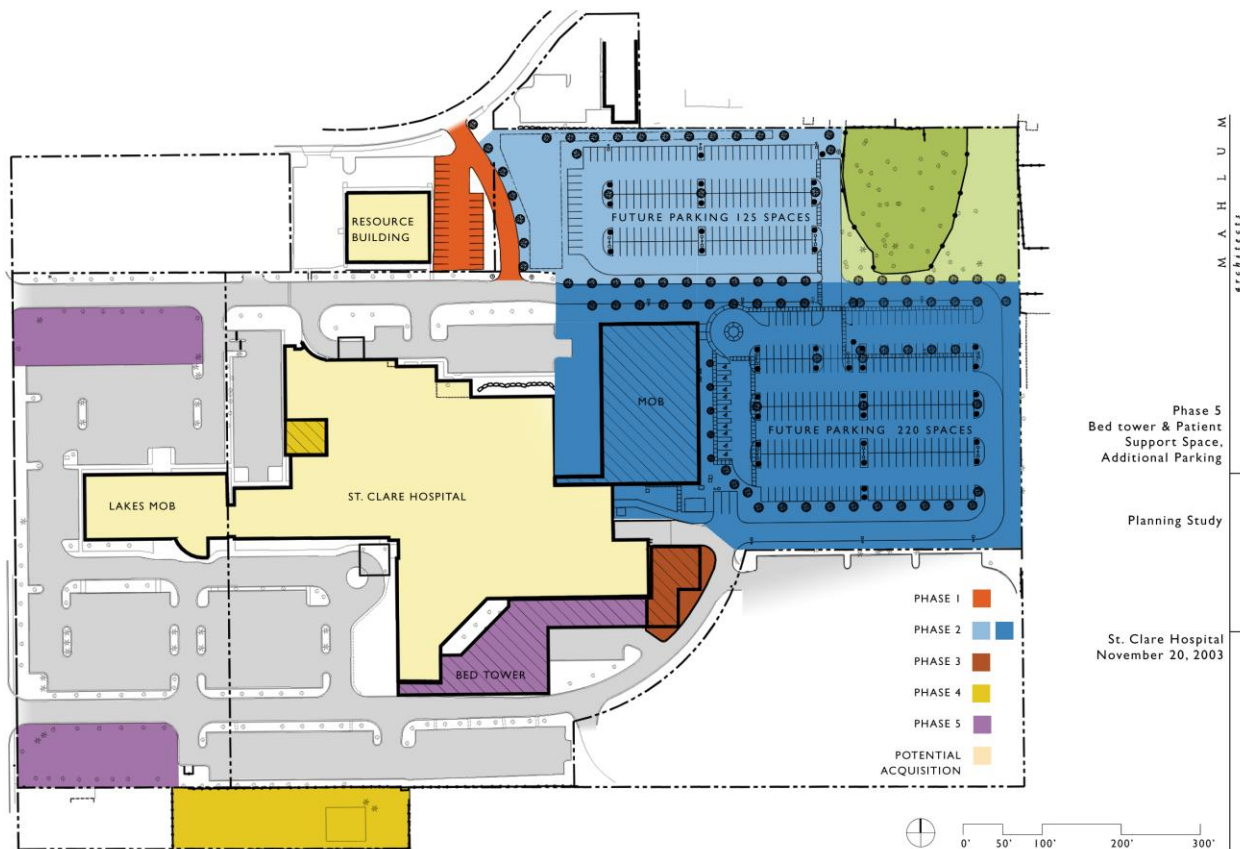 RESOURCE
BUILDING
FUTURE PARKING 125 SPACES
MOB
FUTURE PARKING 220 SPACES
LAKES MOB
ST. CLARE HOSPITAL
BED TOWER
PHASE 1
PHASE 2
PHASE 3
PHASE 4
PHASE 5
POTENTIAL
ACQUISITION
0'
50'
100'
200'
300'
MAHLUM
Architects
Phase 5
Bed tower & Patient
Support Space,
Additional Parking
Planning Study
St. Clare Hospital
November 20, 2003